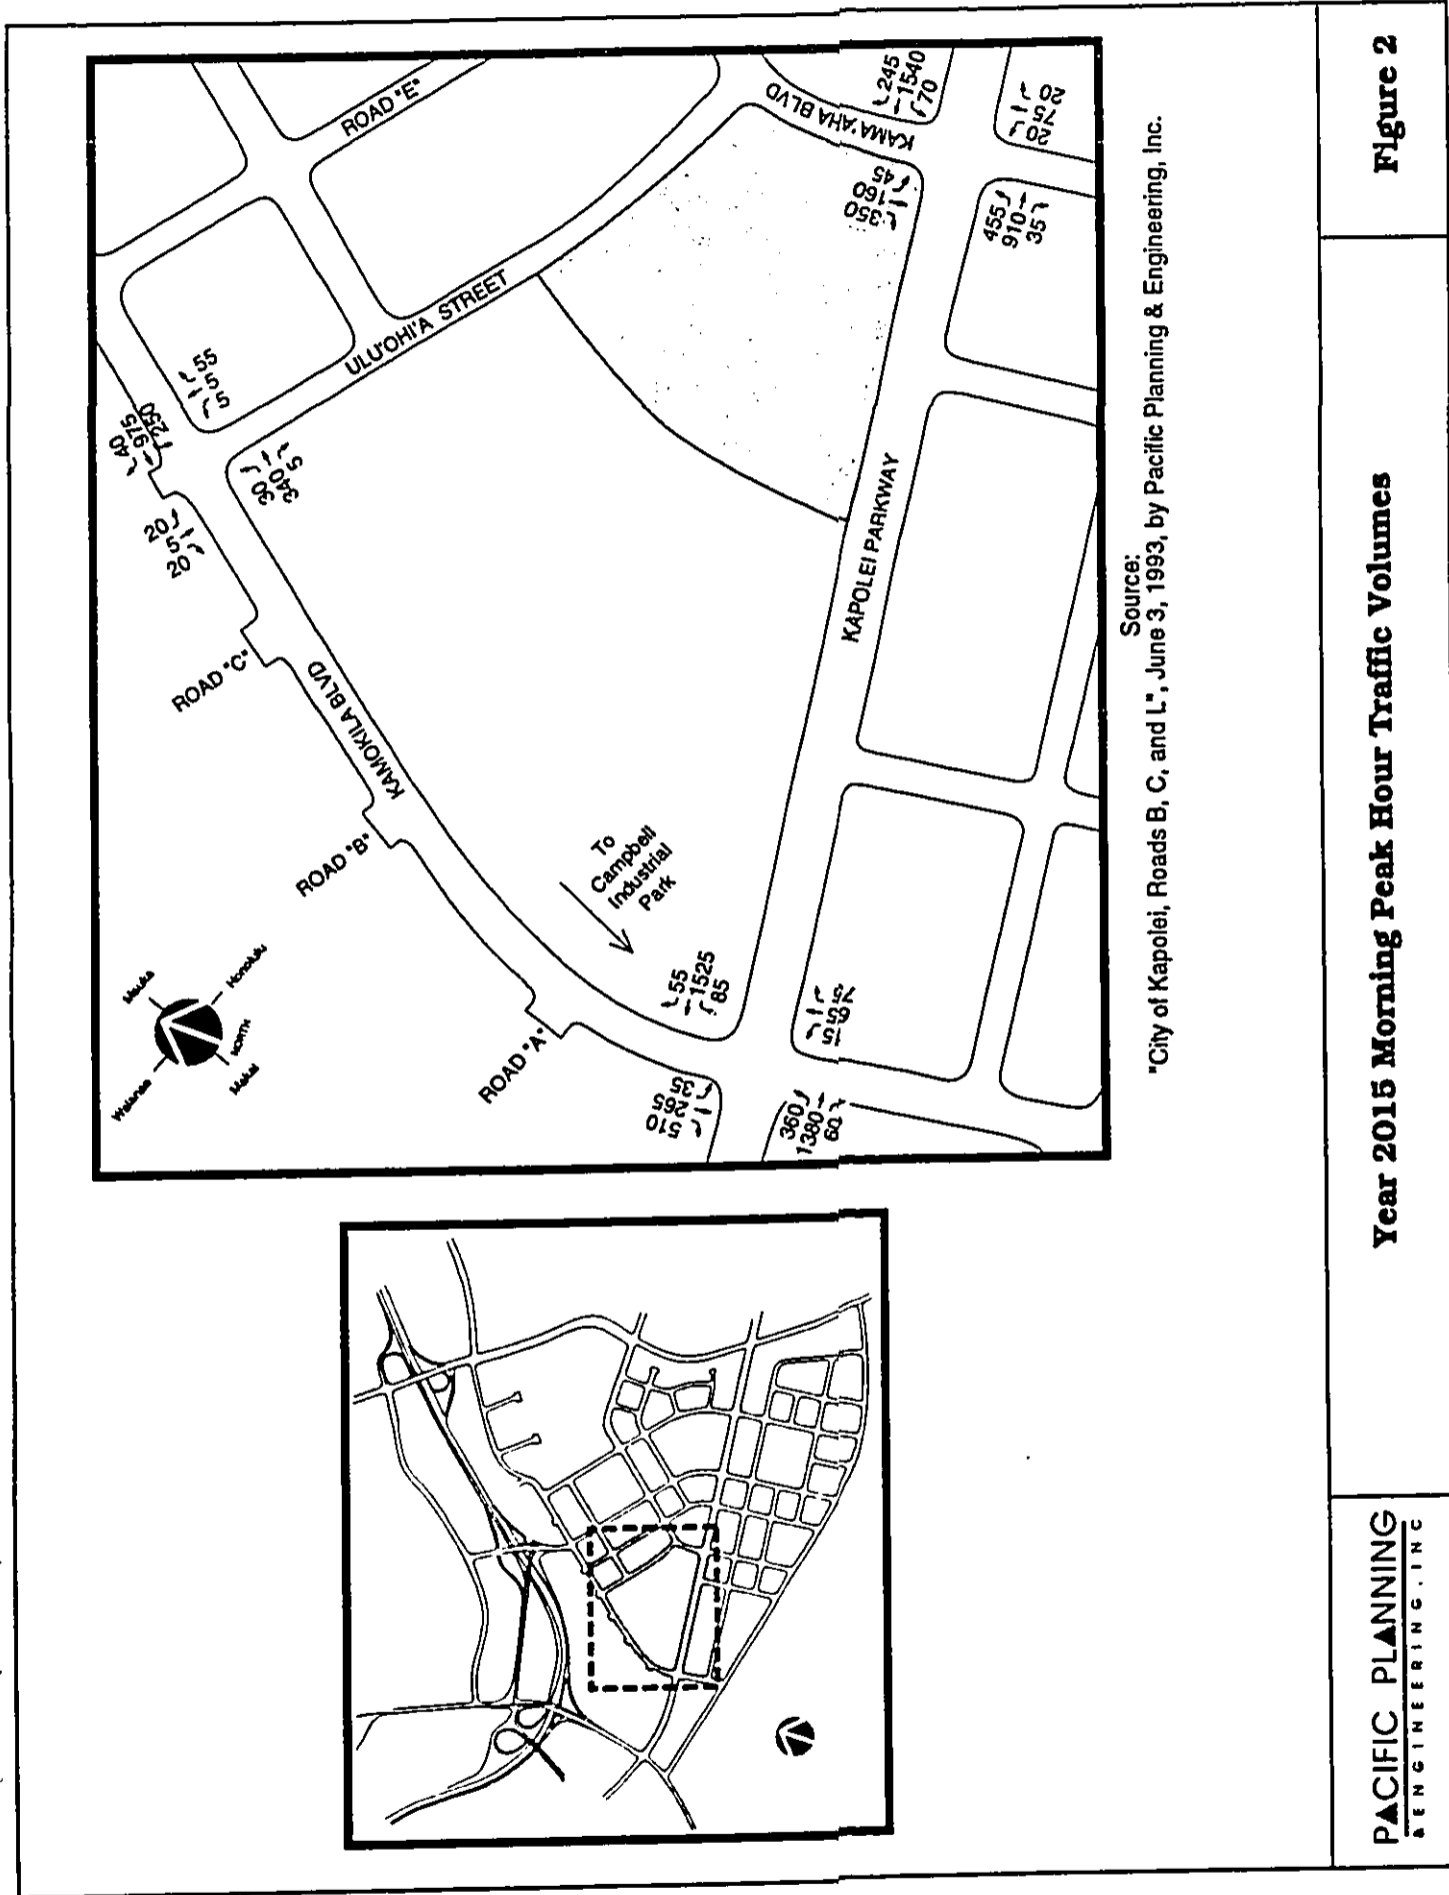 ROAD "E"
KAMA'AHA BLVD
245
1540
70
20
75
20
45
160
350
455
910
35
ULU'OHI'A STREET
55
5
5
40
975
250
30
340
5
20
5
20
ROAD "C"
KAMOKILA BLVD
ROAD "B"
KAPOLEI PARKWAY
To
Campbell
Industrial
Park
55
1525
85
ROAD "A"
35
265
510
360
1380
60
Mauka
Honolulu
NORTH
Makai
Waianae
Source:
"City of Kapolei, Roads B, C, and L", June 3, 1993, by Pacific Planning & Engineering, Inc.
PACIFIC PLANNING
& ENGINEERING, INC
Year 2015 Morning Peak Hour Traffic Volumes
Figure 2